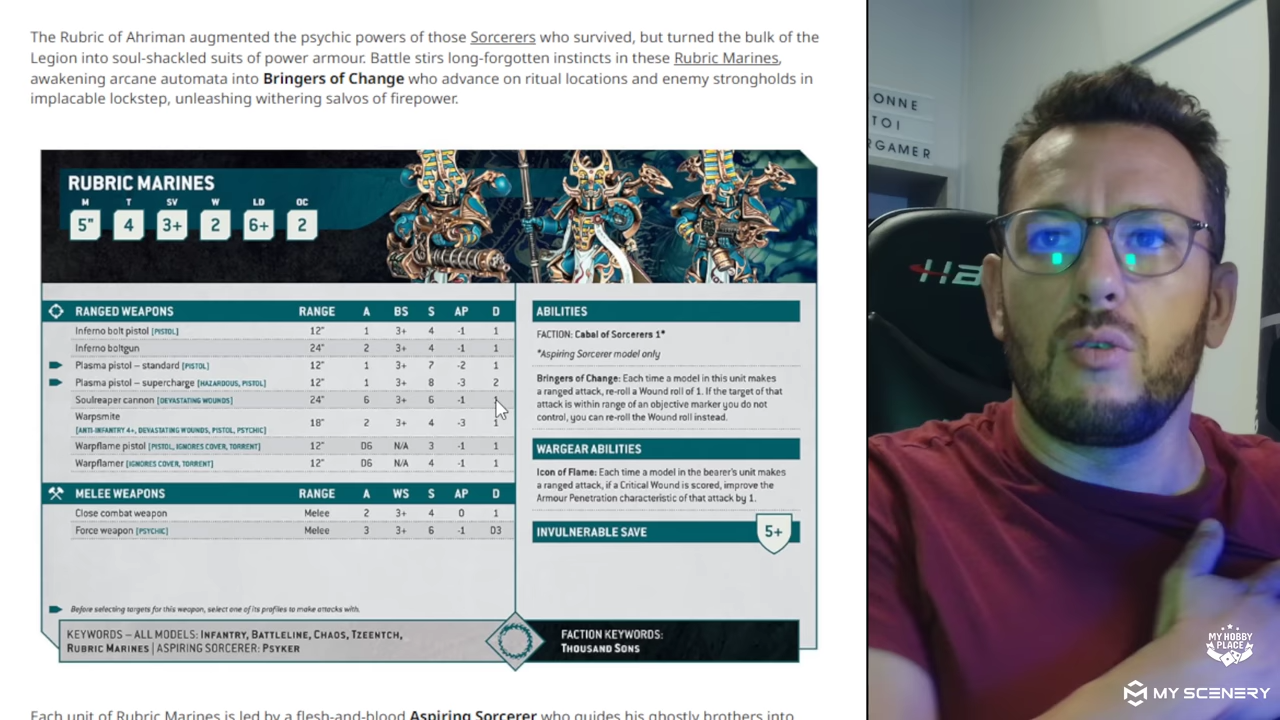 The Rubric of Ahriman augmented the psychic powers of those Sorcerers who survived, but turned the bulk of the
Legion into soul-shackled suits of power armour. Battle stirs long-forgotten instincts in these Rubric Marines,
awakening arcane automata into Bringers of Change who advance on ritual locations and enemy strongholds in
implacable lockstep, unleashing withering salvos of firepower.
RUBRIC MARINES
M T SV W LD OC
5" 4 3+ 2 6+ 2
RANGED WEAPONS RANGE A BS S AP D
Inferno bolt pistol [PISTOL] 12" 1 3+ 4 -1 1
Inferno boltgun 24" 2 3+ 4 -1 1
Plasma pistol – standard [PISTOL] 12" 1 3+ 7 -2 1
Plasma pistol – supercharge [HAZARDOUS, PISTOL] 12" 1 3+ 8 -3 2
Soulreaper cannon [DEVASTATING WOUNDS] 24" 6 3+ 6 -1
Warpsmite
[ANTI-INFANTRY 4+, DEVASTATING WOUNDS, PISTOL, PSYCHIC] 18" 2 3+ 4 -3 1
Warpflame pistol [PISTOL, IGNORES COVER, TORRENT] 12" D6 N/A 3 -1 1
Warpflamer [IGNORES COVER, TORRENT] 12" D6 N/A 4 -1 1
MELEE WEAPONS RANGE A WS S AP D
Close combat weapon Melee 2 3+ 4 0 1
Force weapon [PSYCHIC] Melee 3 3+ 6 -1 D3
Before selecting targets for this weapon, select one of its profiles to make attacks with.
KEYWORDS – ALL MODELS: INFANTRY, BATTLELINE, CHAOS, TZEENTCH,
RUBRIC MARINES | ASPIRING SORCERER: PSYKER
ABILITIES
FACTION: Cabal of Sorcerers 1*
*Aspiring Sorcerer model only
Bringers of Change: Each time a model in this unit makes
a ranged attack, re-roll a Wound roll of 1. If the target of that
attack is within range of an objective marker you do not
control, you can re-roll the Wound roll instead.
WARGEAR ABILITIES
Icon of Flame: Each time a model in the bearer's unit makes
a ranged attack, if a Critical Wound is scored, improve the
Armour Penetration characteristic of that attack by 1.
INVULNERABLE SAVE 5+
FACTION KEYWORDS:
THOUSAND SONS
Each unit of Rubric Marines is led by a flesh-and-blood Aspiring Sorcerer who guides his ghostly brothers into
ONNE
TOI
RGAMER
HA
MY HOBBY
PLACE
MY SCENERY